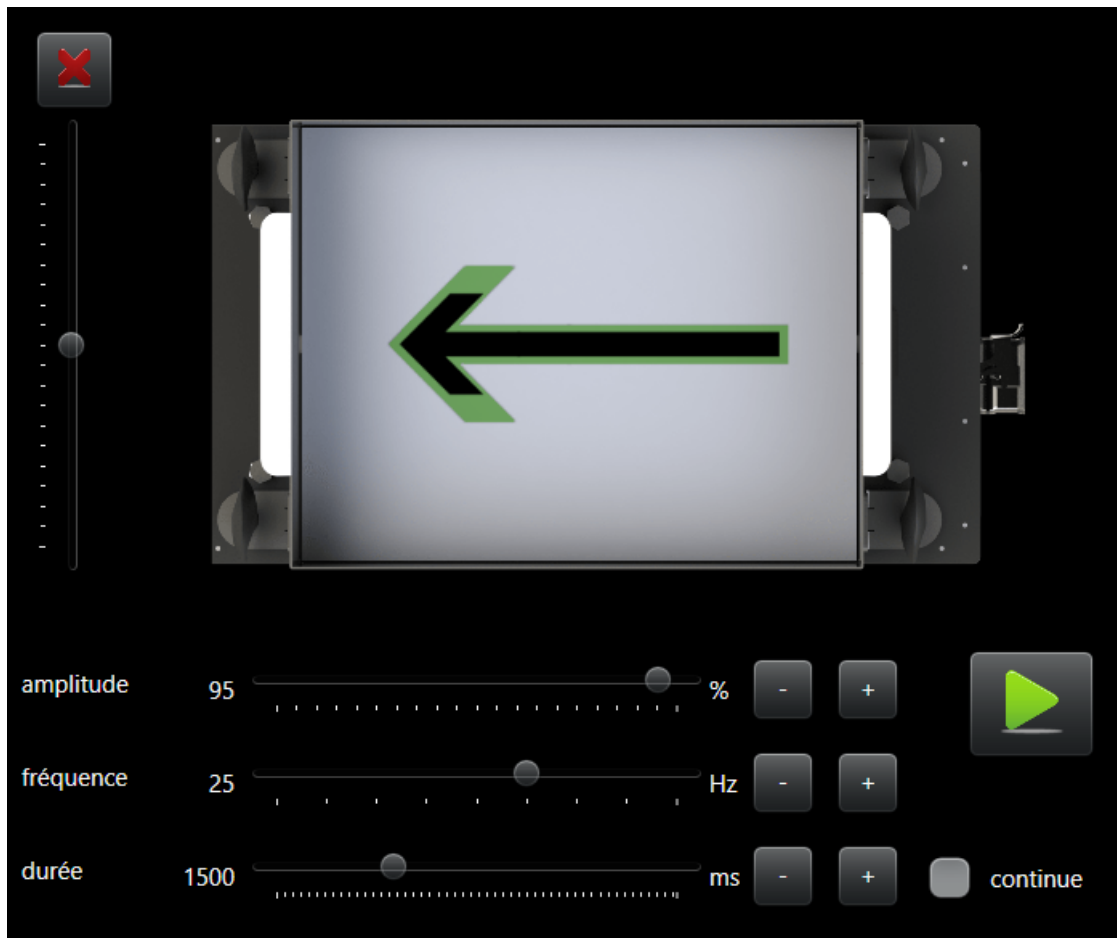 amplitude 95 % - +
fréquence 25 Hz - +
durée 1500 ms - + continue